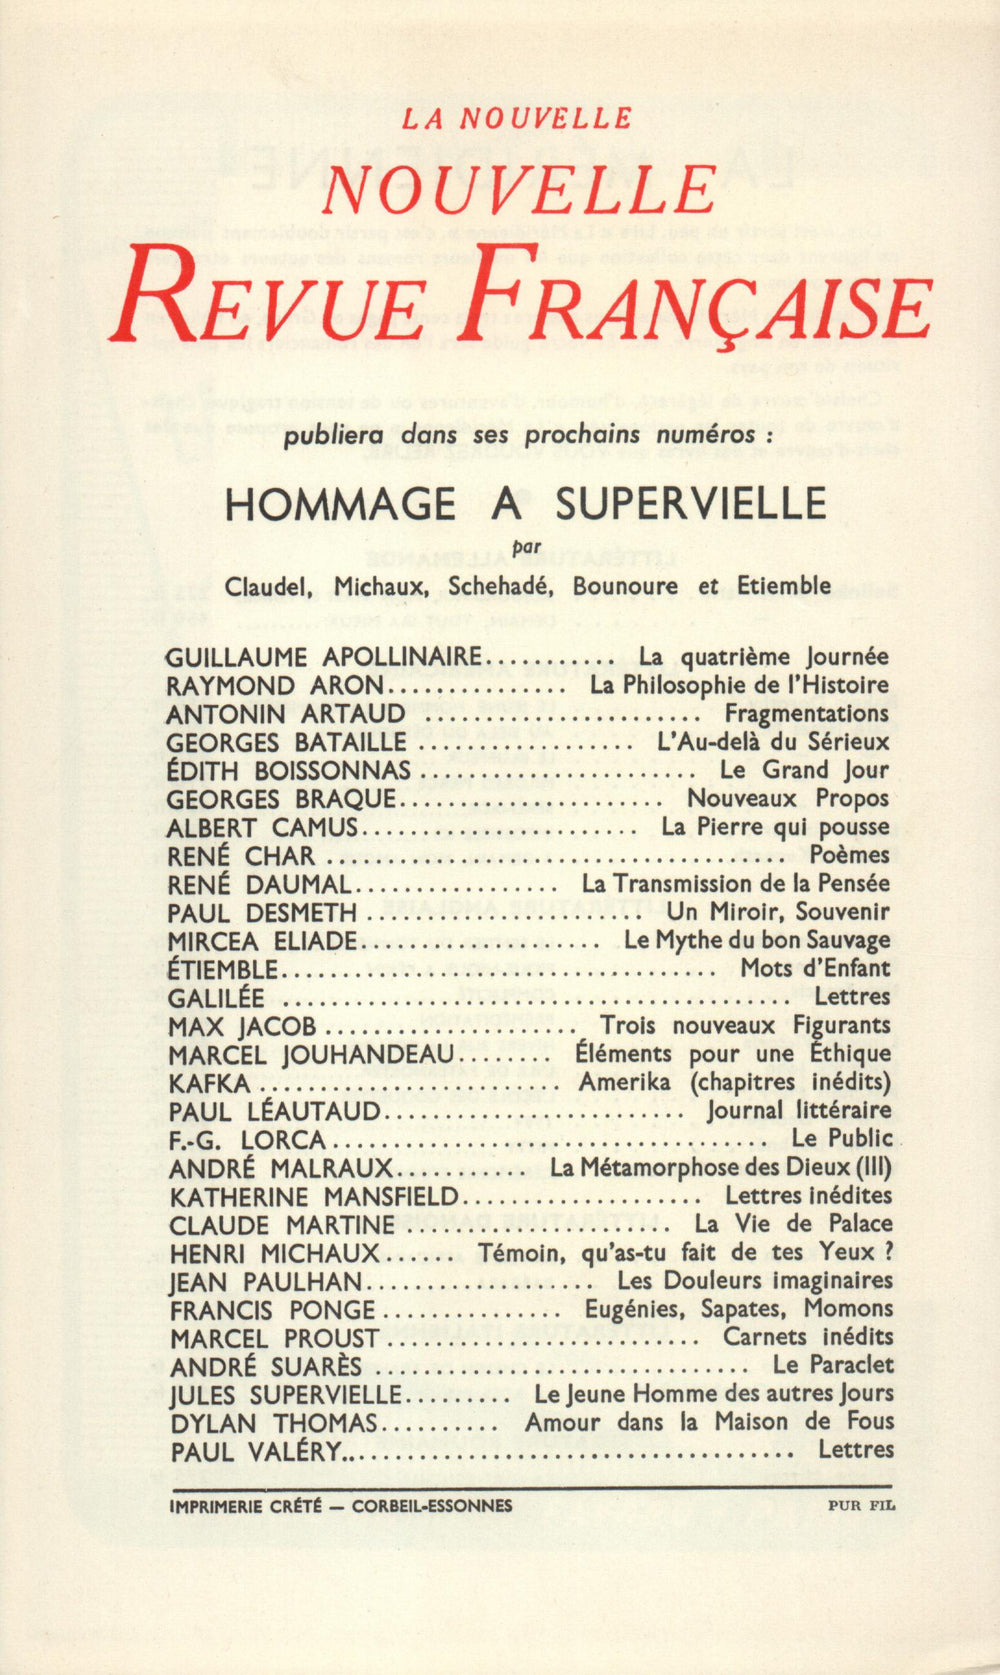 LA NOUVELLE
NOUVELLE
REVUE FRANÇAISE
publiera dans ses prochains numéros :
HOMMAGE A SUPERVIELLE
par
Claudel, Michaux, Schehadé, Bounoure et Etiemble
GUILLAUME APOLLINAIRE........... La quatrième Journée
RAYMOND ARON............... La Philosophie de l'Histoire
ANTONIN ARTAUD ....................... Fragmentations
GEORGES BATAILLE .................. L'Au-delà du Sérieux
ÉDITH BOISSONNAS ....................... Le Grand Jour
GEORGES BRAQUE...................... Nouveaux Propos
ALBERT CAMUS....................... La Pierre qui pousse
RENÉ CHAR ...................................... Poèmes
RENÉ DAUMAL................. La Transmission de la Pensée
PAUL DESMETH ....................... Un Miroir, Souvenir
MIRCEA ELIADE.................... Le Mythe du bon Sauvage
ÉTIEMBLE.................................... Mots d'Enfant
GALILÉE .......................................... Lettres
MAX JACOB ..................... Trois nouveaux Figurants
MARCEL JOUHANDEAU........ Éléments pour une Éthique
KAFKA ......................... Amerika (chapitres inédits)
PAUL LÉAUTAUD......................... Journal littéraire
F.-G. LORCA .................................... Le Public
ANDRÉ MALRAUX........... La Métamorphose des Dieux (III)
KATHERINE MANSFIELD.................... Lettres inédites
CLAUDE MARTINE ...................... La Vie de Palace
HENRI MICHAUX...... Témoin, qu'as-tu fait de tes Yeux ?
JEAN PAULHAN................... Les Douleurs imaginaires
FRANCIS PONGE ............... Eugénies, Sapates, Momons
MARCEL PROUST .......................... Carnets inédits
ANDRÉ SUARÈS ............................... Le Paraclet
JULES SUPERVIELLE......... Le Jeune Homme des autres Jours
DYLAN THOMAS.......... Amour dans la Maison de Fous
PAUL VALÉRY...................................... Lettres
IMPRIMERIE CRÉTÉ — CORBEIL-ESSONNES PUR FIL